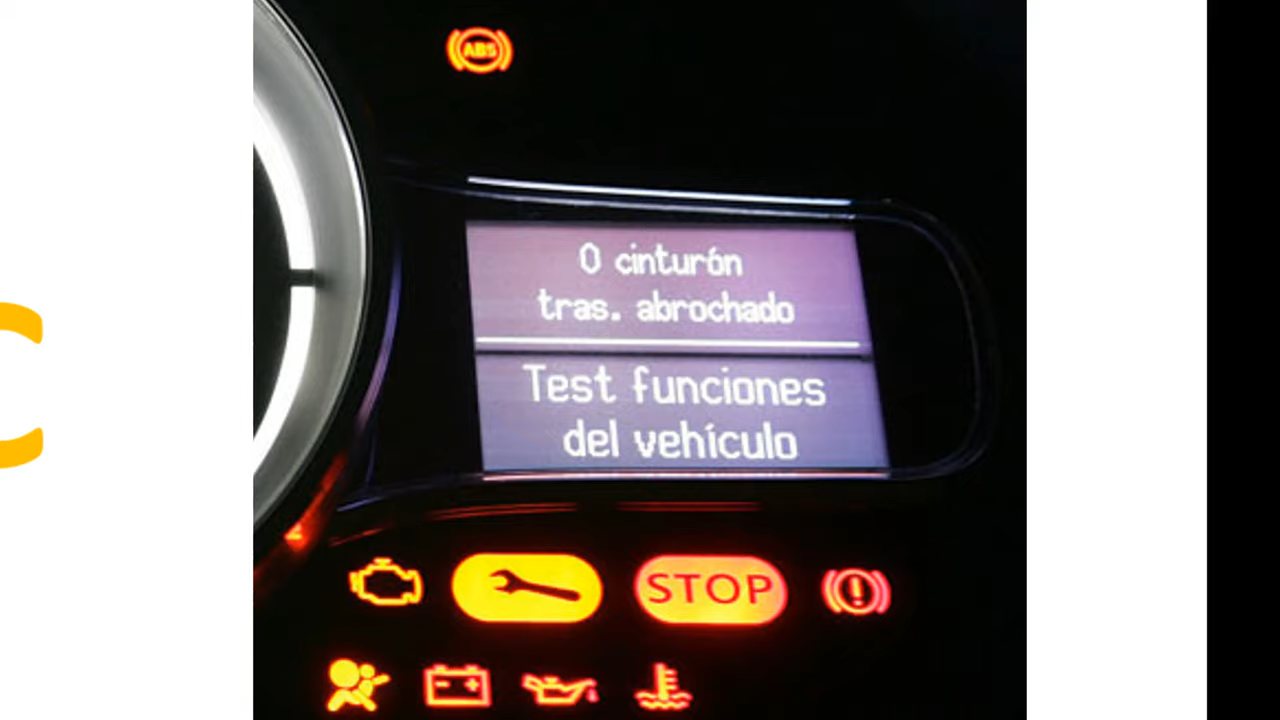 C
ABS
0 cinturón
tras. abrochado
Test funciones
del vehículo
STOP